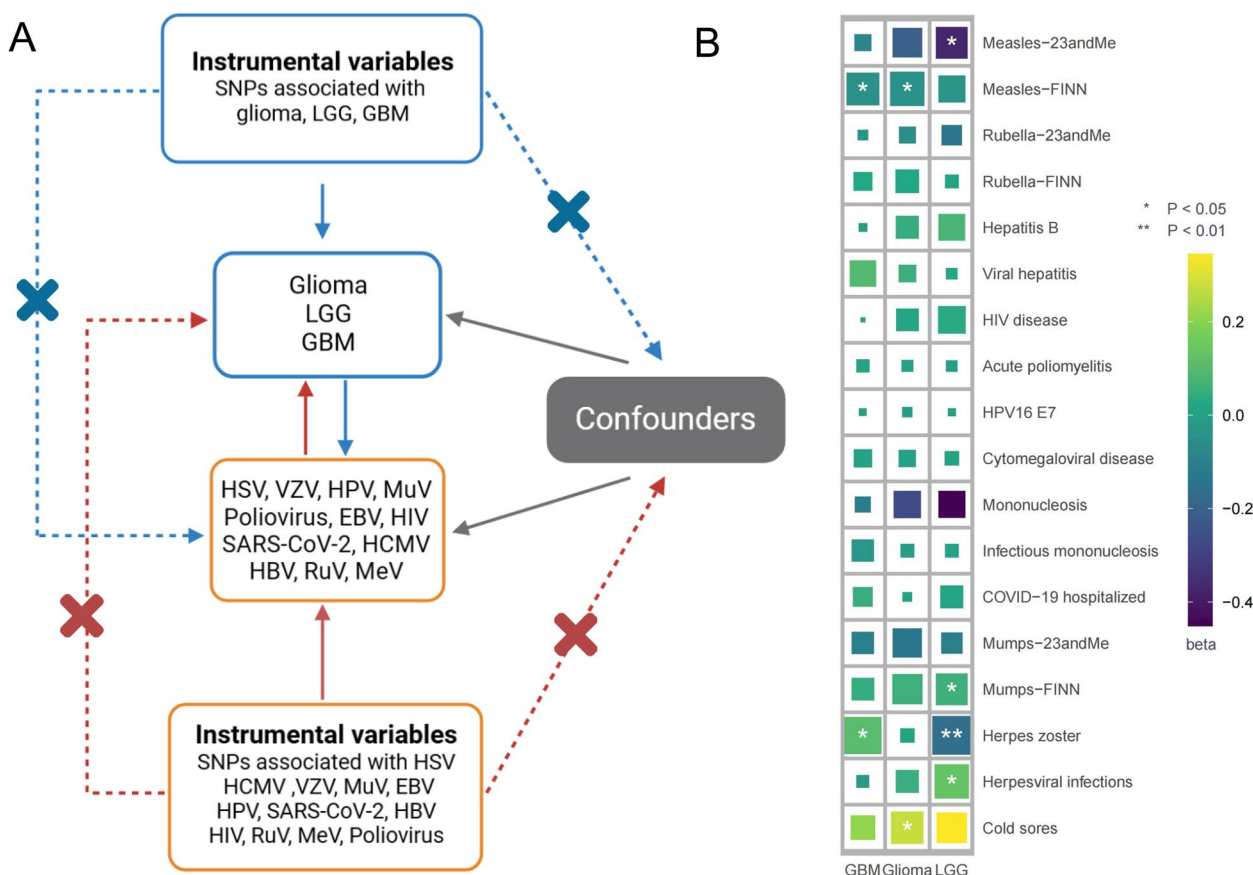 A
Instrumental variables
SNPs associated with
glioma, LGG, GBM
Glioma
LGG
GBM
Confounders
HSV, VZV, HPV, MuV
Poliovirus, EBV, HIV
SARS-CoV-2, HCMV
HBV, RuV, MeV
Instrumental variables
SNPs associated with HSV
HCMV ,VZV, MuV, EBV
HPV, SARS-CoV-2, HBV
HIV, RuV, MeV, Poliovirus
B
* Measles-23andMe
* * Measles-FINN
Rubella-23andMe
Rubella-FINN
Hepatitis B
Viral hepatitis
HIV disease
Acute poliomyelitis
HPV16 E7
Cytomegaloviral disease
Mononucleosis
Infectious mononucleosis
COVID-19 hospitalized
Mumps-23andMe
* Mumps-FINN
* ** Herpes zoster
* Herpesviral infections
* Cold sores
GBM Glioma LGG
* P < 0.05
** P < 0.01
0.2
0.0
−0.2
−0.4
beta